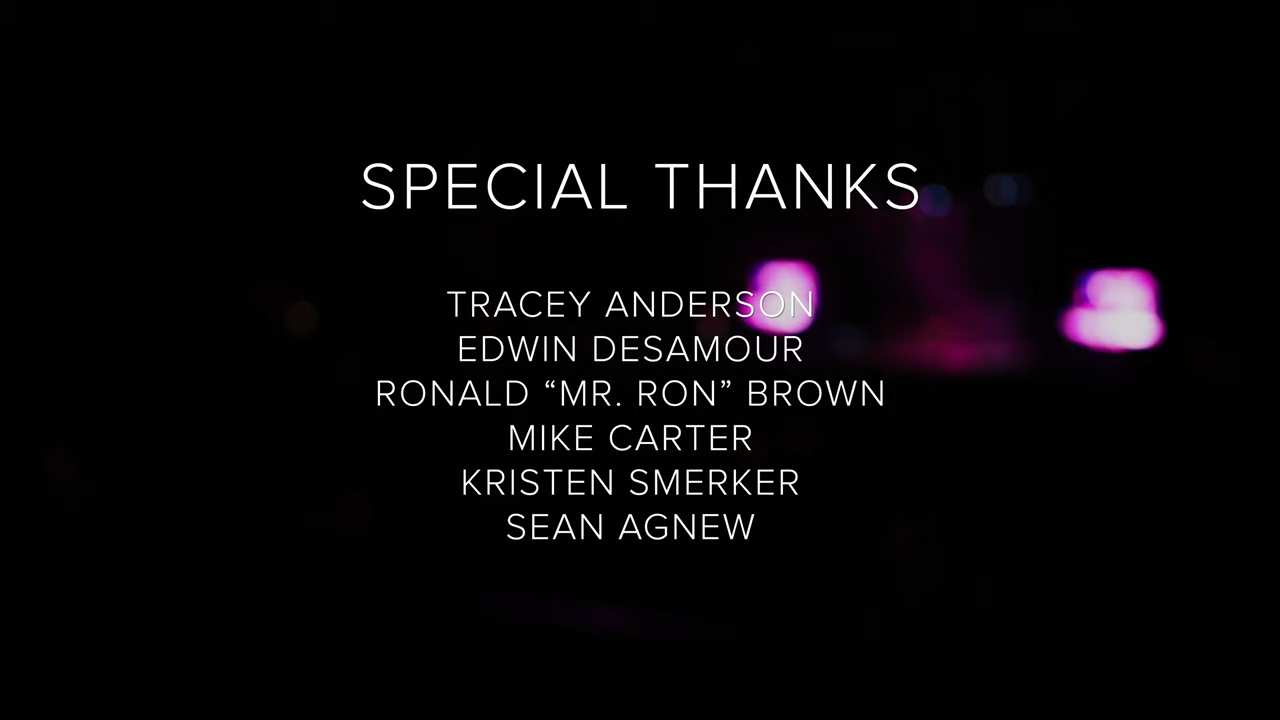 SPECIAL THANKS
TRACEY ANDERSON
EDWIN DESAMOUR
RONALD “MR. RON” BROWN
MIKE CARTER
KRISTEN SMERKER
SEAN AGNEW